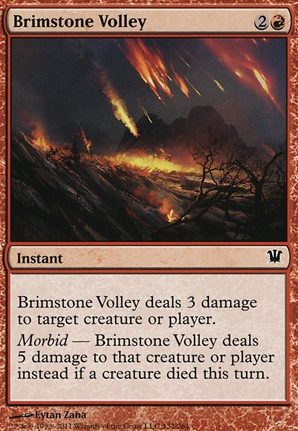 Brimstone Volley 2
Instant
Brimstone Volley deals 3 damage
to target creature or player.
Morbid — Brimstone Volley deals
5 damage to that creature or player
instead if a creature died this turn.
Eytan Zana